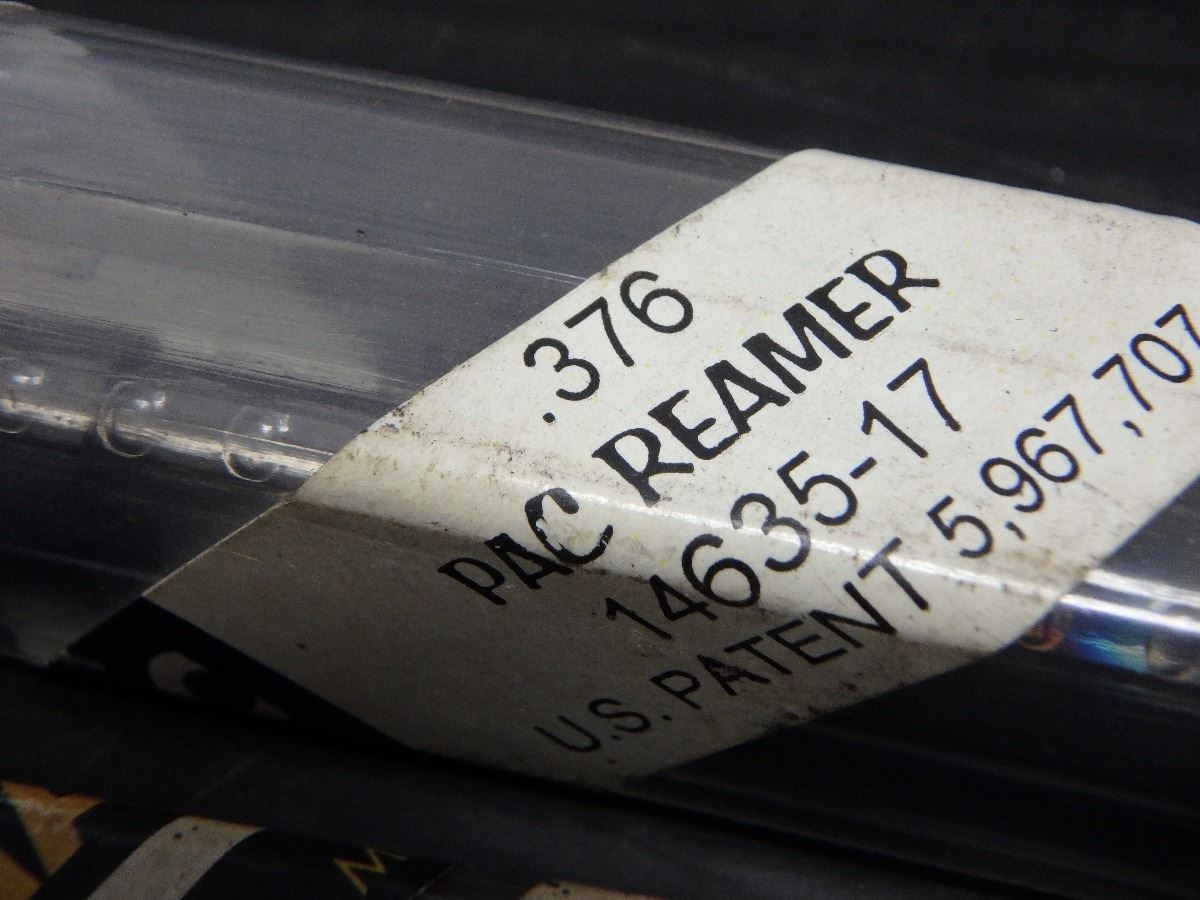 .376
PAC REAMER
14635-17
U.S. PATENT 5,967,707
M